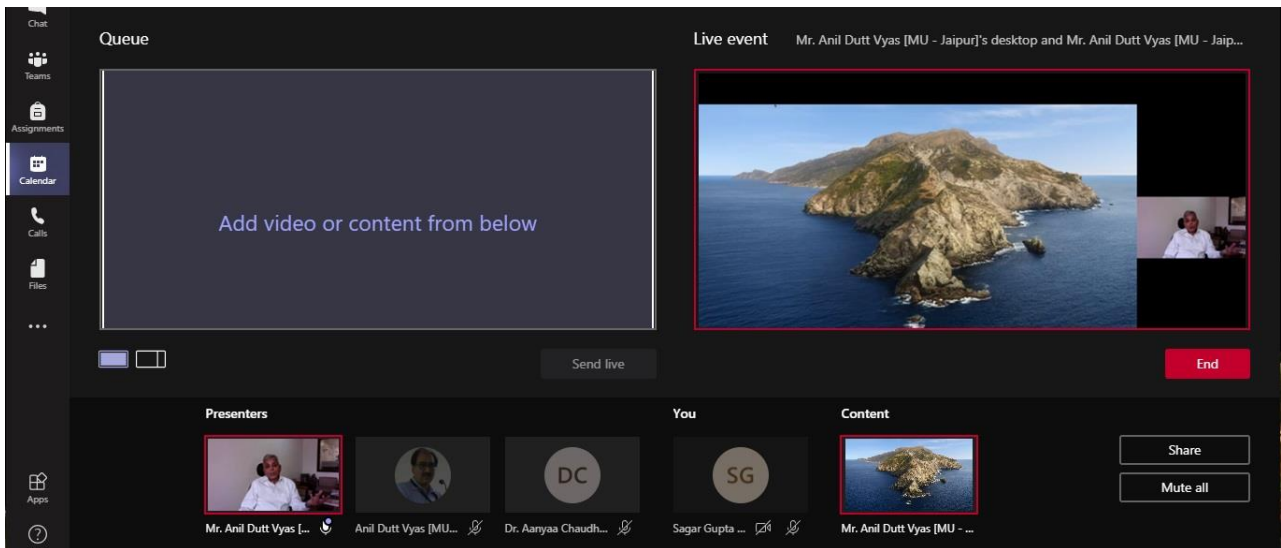 Chat
Teams
Assignments
Calendar
Calls
Files
Apps
Queue
Live event
Mr. Anil Dutt Vyas [MU - Jaipur]'s desktop and Mr. Anil Dutt Vyas [MU - Jaip...
Add video or content from below
Send live
End
Presenters
You
Content
DC
SG
Mr. Anil Dutt Vyas [...
Anil Dutt Vyas [MU...
Dr. Aanyaa Chaudh...
Sagar Gupta ...
Mr. Anil Dutt Vyas [MU - ...
Share
Mute all